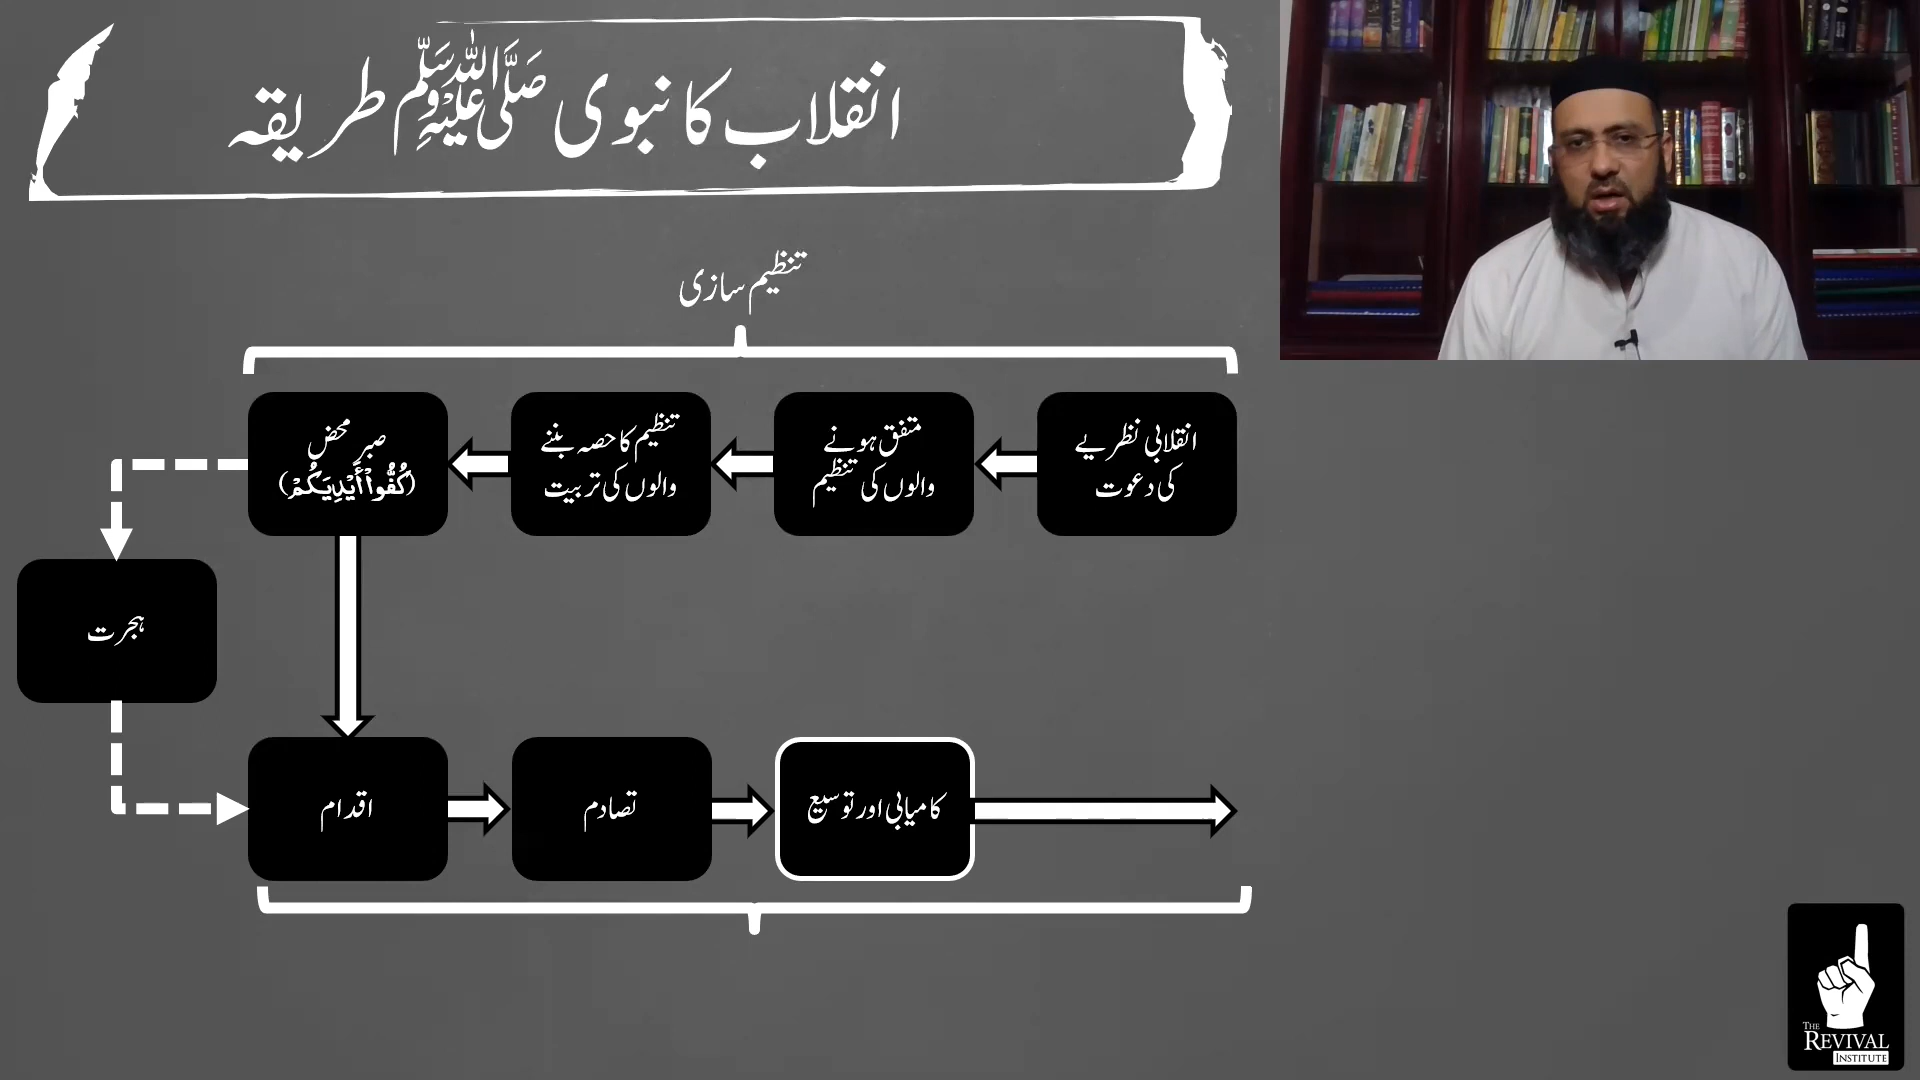 انقلاب کا نبوی صَلَّی اللہُ عَلَیْہِ وَسَلَّم طریقہ
تنظیم سازی
انقلابی نظریے
کی دعوت
متفق ہونے
والوں کی تنظیم
تنظیم کا حصہ بننے
والوں کی تربیت
صبر محض
(كُفُّوٓا۟ أَيْدِيَكُمْ)
ہجرت
اقدام
تصادم
کامیابی اور توسیع
THE
REVIVAL
INSTITUTE